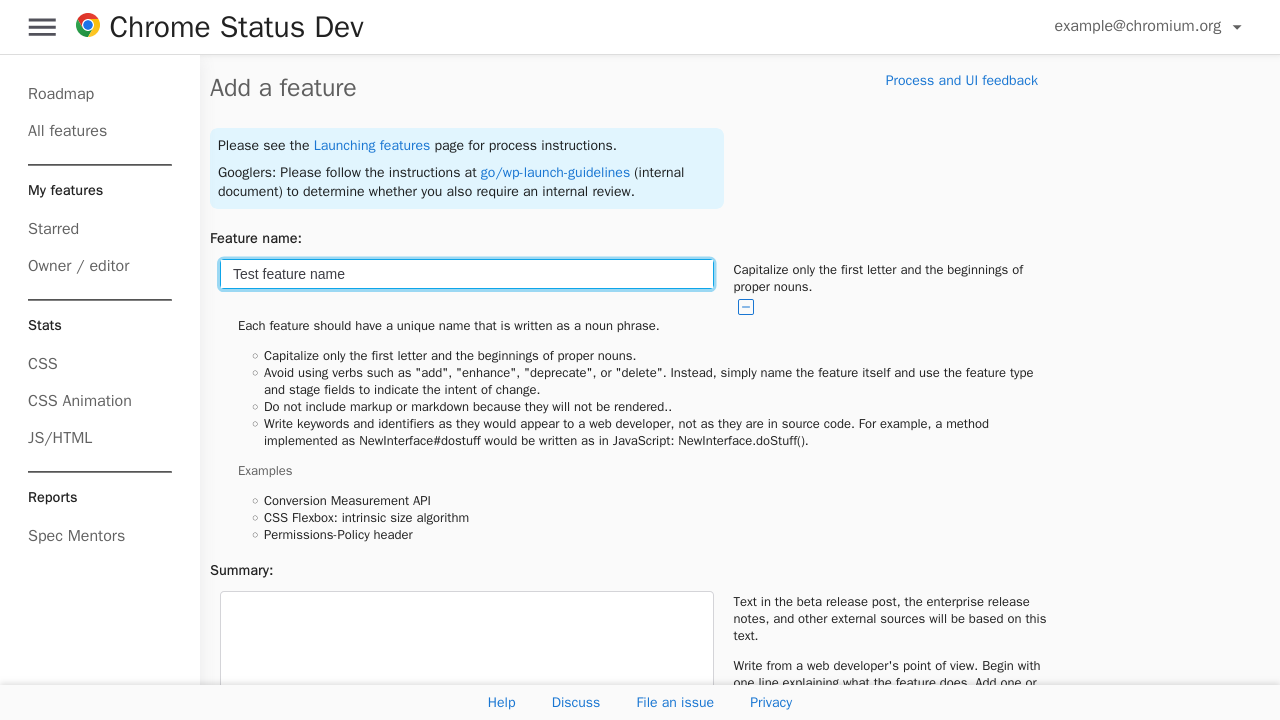 Chrome Status Dev
example@chromium.org
Roadmap
All features
My features
Starred
Owner / editor
Stats
CSS
CSS Animation
JS/HTML
Reports
Spec Mentors
Add a feature
Process and UI feedback
Please see the Launching features page for process instructions.
Googlers: Please follow the instructions at go/wp-launch-guidelines (internal
document) to determine whether you also require an internal review.
Feature name:
Test feature name
Capitalize only the first letter and the beginnings of
proper nouns.
Each feature should have a unique name that is written as a noun phrase.
Capitalize only the first letter and the beginnings of proper nouns.
Avoid using verbs such as "add", "enhance", "deprecate", or "delete". Instead, simply name the feature itself and use the feature type
and stage fields to indicate the intent of change.
Do not include markup or markdown because they will not be rendered..
Write keywords and identifiers as they would appear to a web developer, not as they are in source code. For example, a method
implemented as NewInterface#dostuff would be written as in JavaScript: NewInterface.doStuff().
Examples
Conversion Measurement API
CSS Flexbox: intrinsic size algorithm
Permissions-Policy header
Summary:
Text in the beta release post, the enterprise release
notes, and other external sources will be based on this
text.
Write from a web developer's point of view. Begin with
one line explaining what the feature does. Add one or
Help
Discuss
File an issue
Privacy